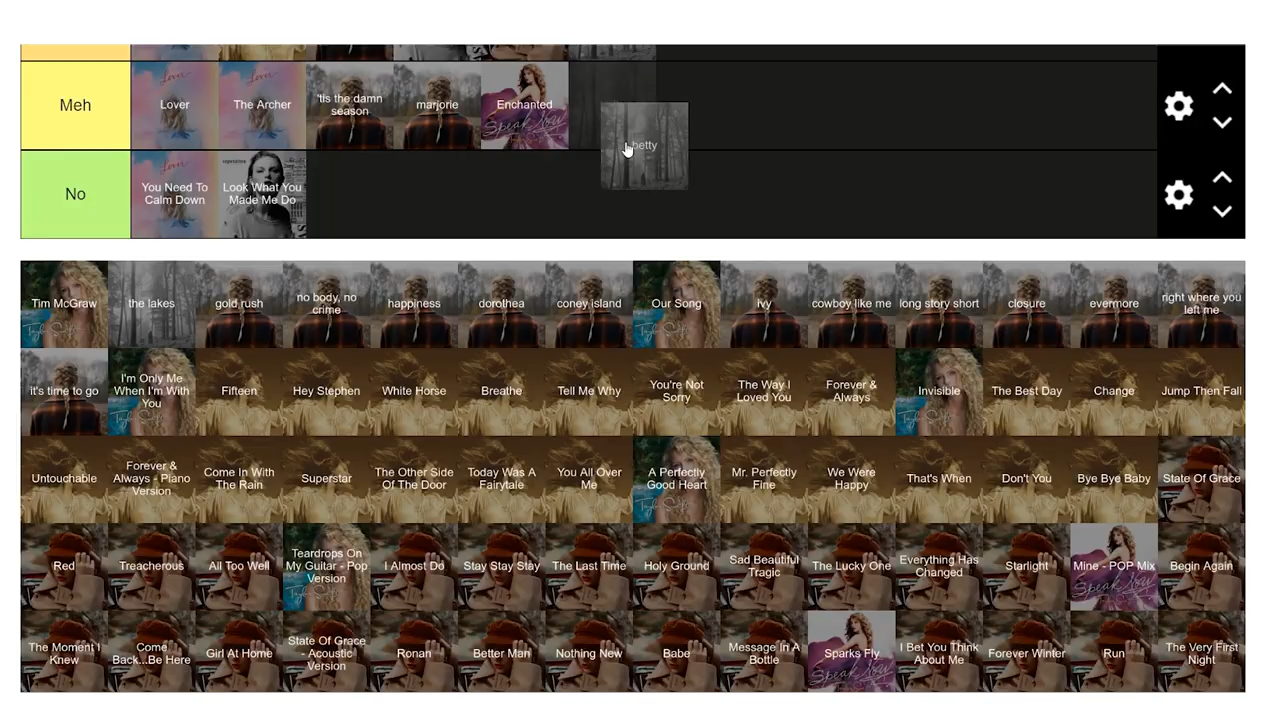 Meh
Lover
The Archer
'tis the damn
season
marjorie
Enchanted
betty
No
You Need To
Calm Down
Look What You
Made Me Do
Tim McGraw
the lakes
gold rush
no body, no
crime
happiness
dorothea
coney island
Our Song
ivy
cowboy like me
long story short
closure
evermore
right where you
left me
it's time to go
I'm Only Me
When I'm With
You
Fifteen
Hey Stephen
White Horse
Breathe
Tell Me Why
You're Not
Sorry
The Way I
Loved You
Forever &
Always
Invisible
The Best Day
Change
Jump Then Fall
Untouchable
Forever &
Always - Piano
Version
Come In With
The Rain
Superstar
The Other Side
Of The Door
Today Was A
Fairytale
You All Over
Me
A Perfectly
Good Heart
Mr. Perfectly
Fine
We Were
Happy
That's When
Don't You
Bye Bye Baby
State Of Grace
Red
Treacherous
All Too Well
Teardrops On
My Guitar - Pop
Version
I Almost Do
Stay Stay Stay
The Last Time
Holy Ground
Sad Beautiful
Tragic
The Lucky One
Everything Has
Changed
Starlight
Mine - POP Mix
Begin Again
The Moment I
Knew
Come
Back...Be Here
Girl At Home
State Of Grace
- Acoustic
Version
Ronan
Better Man
Nothing New
Babe
Message In A
Bottle
Sparks Fly
I Bet You Think
About Me
Forever Winter
Run
The Very First
Night